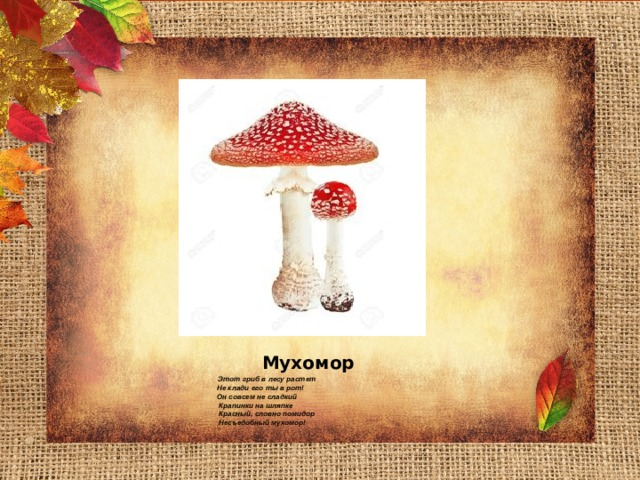 Мухомор
Этот гриб в лесу растет
Не клади его ты в рот!
Он совсем не сладкий
Крапинки на шляпке
Красный, словно помидор
Несъедобный мухомор!